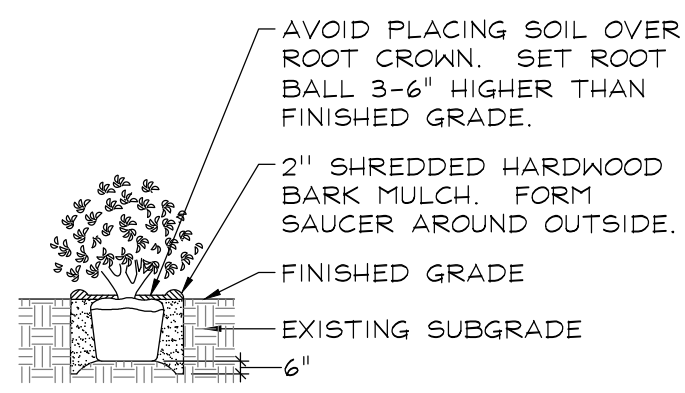 AVOID PLACING SOIL OVER
ROOT CROWN. SET ROOT
BALL 3-6" HIGHER THAN
FINISHED GRADE.
2" SHREDDED HARDWOOD
BARK MULCH. FORM
SAUCER AROUND OUTSIDE.
FINISHED GRADE
EXISTING SUBGRADE
6"